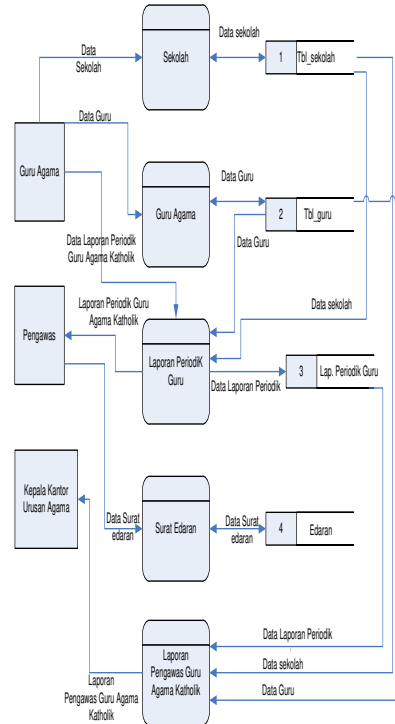 Data
Sekolah
Sekolah
Data sekolah
1
Tbl_sekolah
Data Guru
Guru Agama
Guru Agama
Data Guru
2
Tbl_guru
Data Guru
Data Laporan Periodik
Guru Agama Katholik
Data sekolah
Laporan Periodik Guru
Agama Katholik
Pengawas
Laporan PeriodiK
Guru
3
Lap. Periodik Guru
Data Laporan Periodik
Kepala Kantor
Urusan Agama
Data Surat
edaran
Surat Edaran
Data Surat
edaran
4
Edaran
Data Laporan Periodik
Laporan
Pengawas Guru
Agama Katholik
Data sekolah
Laporan
Pengawas Guru Agama
Katholik
Data Guru